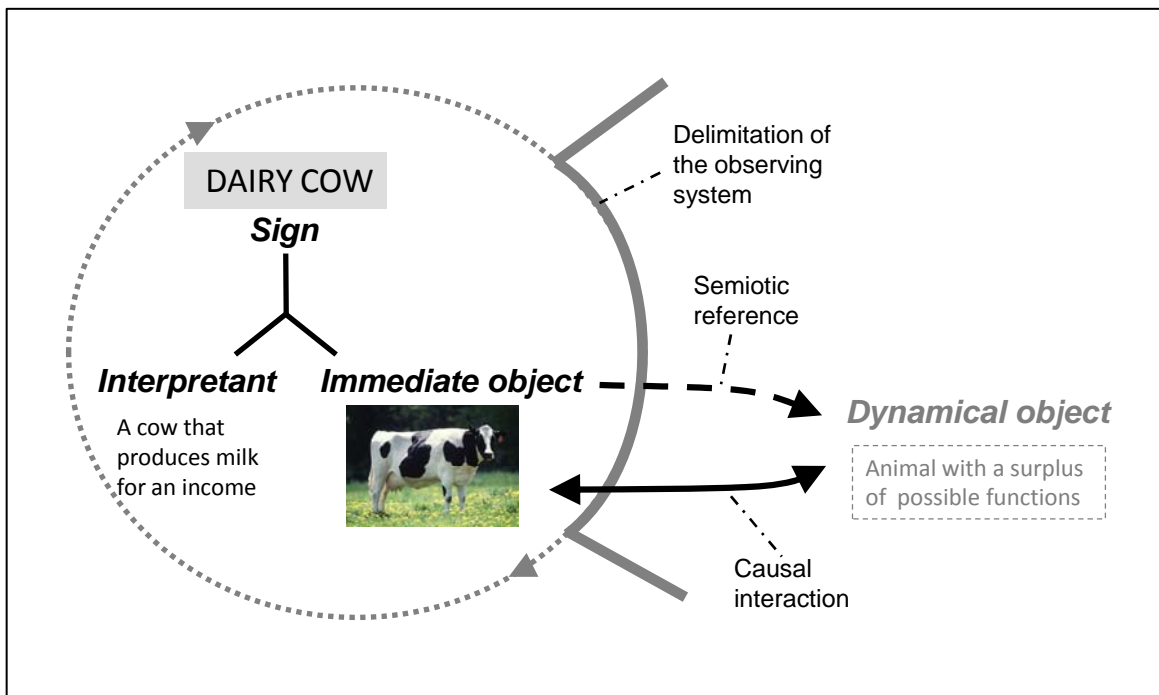 DAIRY COW
Sign
Interpretant
A cow that
produces milk
for an income
Immediate object
Delimitation of
the observing
system
Semiotic
reference
Dynamical object
Animal with a surplus
of possible functions
Causal
interaction